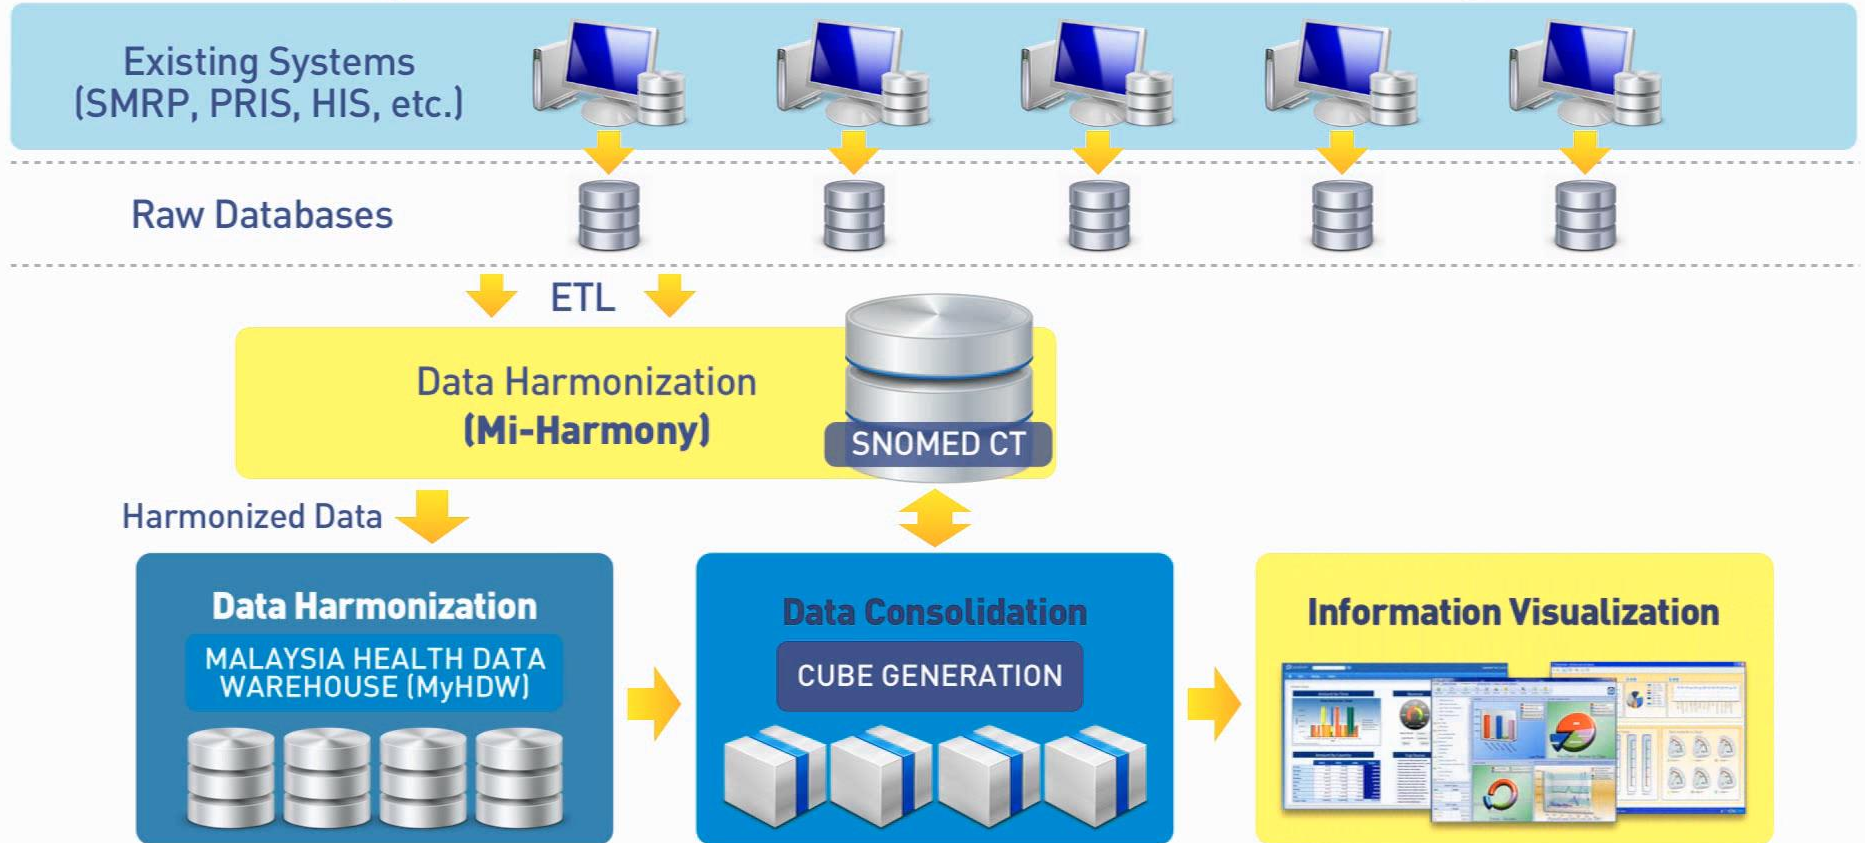 Existing Systems
(SMRP, PRIS, HIS, etc.)
Raw Databases
ETL
Data Harmonization
(Mi-Harmony)
SNOMED CT
Harmonized Data
Data Harmonization
MALAYSIA HEALTH DATA
WAREHOUSE (MyHDW)
Data Consolidation
CUBE GENERATION
Information Visualization